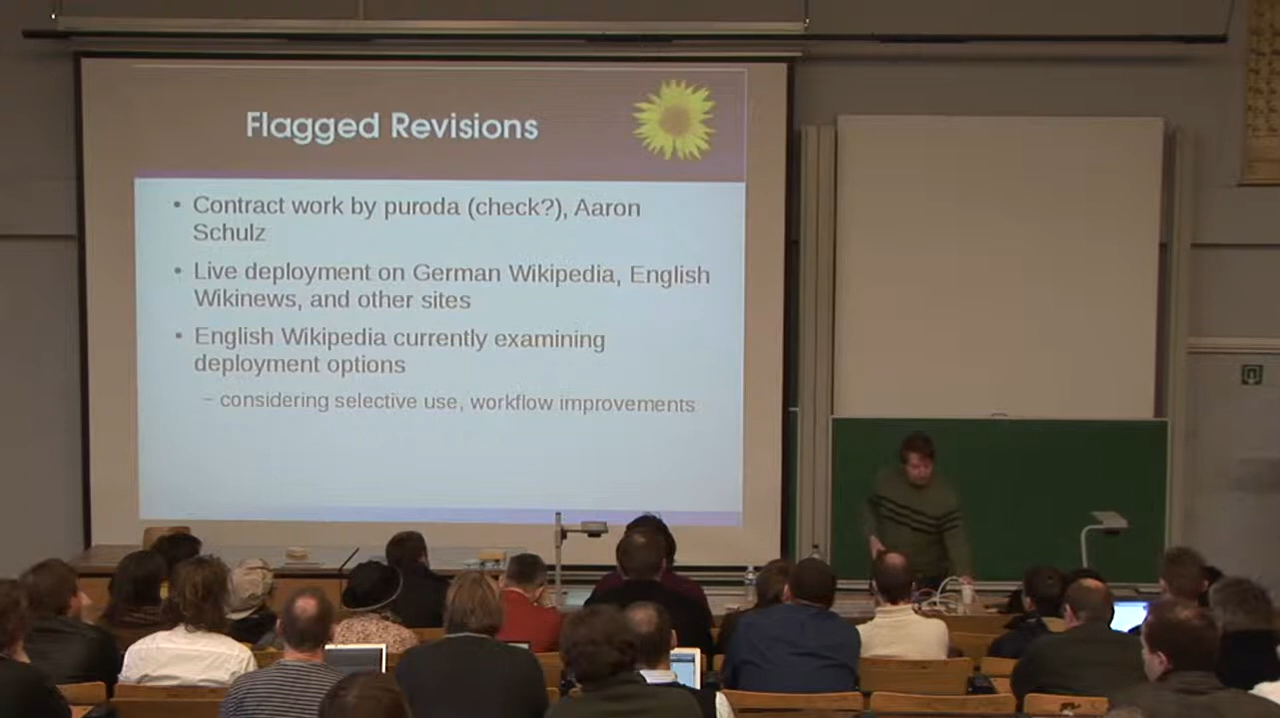 Flagged Revisions
• Contract work by puroda (check?), Aaron
Schulz
• Live deployment on German Wikipedia, English
Wikinews, and other sites
• English Wikipedia currently examining
deployment options
– considering selective use, workflow improvements